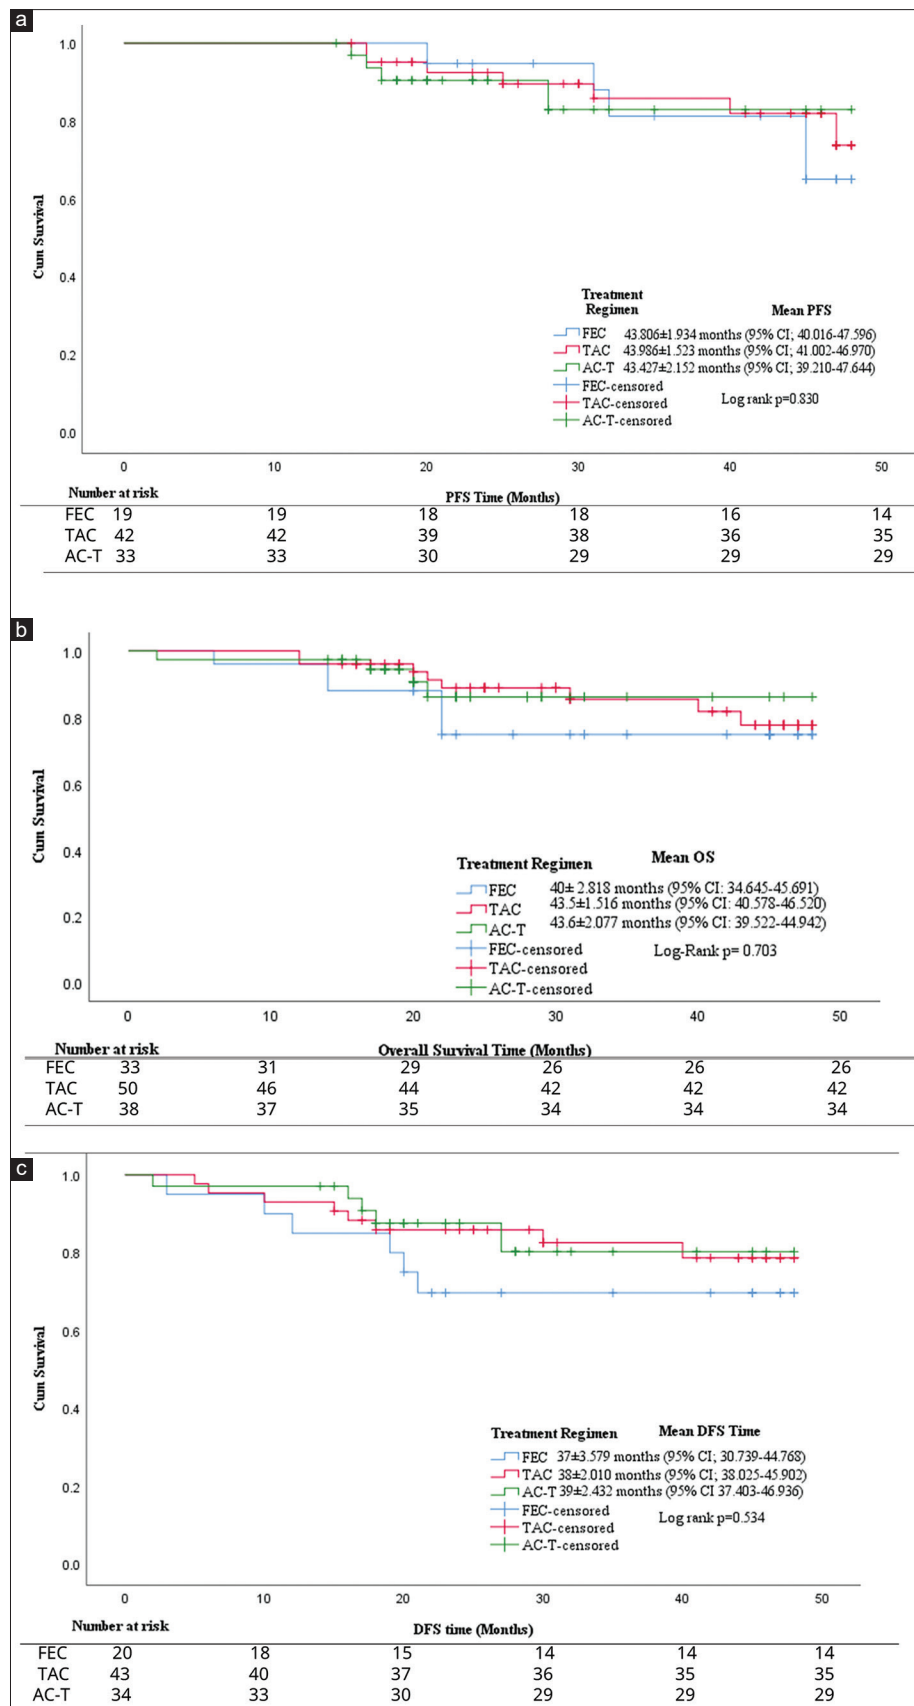 a
1.0
0.8
0.6
0.4
0.2
0.0
Cum Survival
Treatment
Regimen Mean PFS
FEC 43.806±1.934 months (95% CI; 40.016-47.596)
TAC 43.986±1.523 months (95% CI; 41.002-46.970)
AC-T 43.427±2.152 months (95% CI; 39.210-47.644)
FEC-censored
TAC-censored Log rank p=0.830
AC-T-censored
0 10 20 30 40 50
Number at risk PFS Time (Months)
FEC 19 19 18 18 16 14
TAC 42 42 39 38 36 35
AC-T 33 33 30 29 29 29
b
1.0
0.8
0.6
0.4
0.2
0.0
Cum Survival
Treatment Regimen Mean OS
FEC 40± 2.818 months (95% CI: 34.645-45.691)
TAC 43.5±1.516 months (95% CI: 40.578-46.520)
AC-T 43.6±2.077 months (95% CI: 39.522-44.942)
FEC-censored Log-Rank p= 0.703
TAC-censored
AC-T-censored
0 10 20 30 40 50
Number at risk Overall Survival Time (Months)
FEC 33 31 29 26 26 26
TAC 50 46 44 42 42 42
AC-T 38 37 35 34 34 34
c
1.0
0.8
0.6
0.4
0.2
0.0
Cum Survival
Treatment Regimen Mean DFS Time
FEC 37±3.579 months (95% CI; 30.739-44.768)
TAC 38±2.010 months (95% CI; 38.025-45.902)
AC-T 39±2.432 months (95% CI 37.403-46.936)
FEC-censored Log rank p=0.534
TAC-censored
AC-T-censored
0 10 20 30 40 50
Number at risk DFS time (Months)
FEC 20 18 15 14 14 14
TAC 43 40 37 36 35 35
AC-T 34 33 30 29 29 29